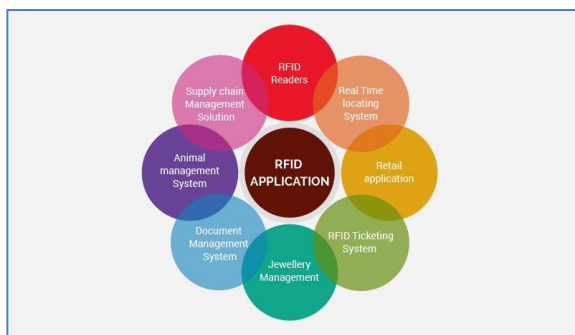 RFID
Readers
Real Time
locating
System
Retail
application
RFID Ticketing
System
Jewellery
Management
Document
Management
System
Animal
management
System
Supply chain
Management
Solution
RFID
APPLICATION